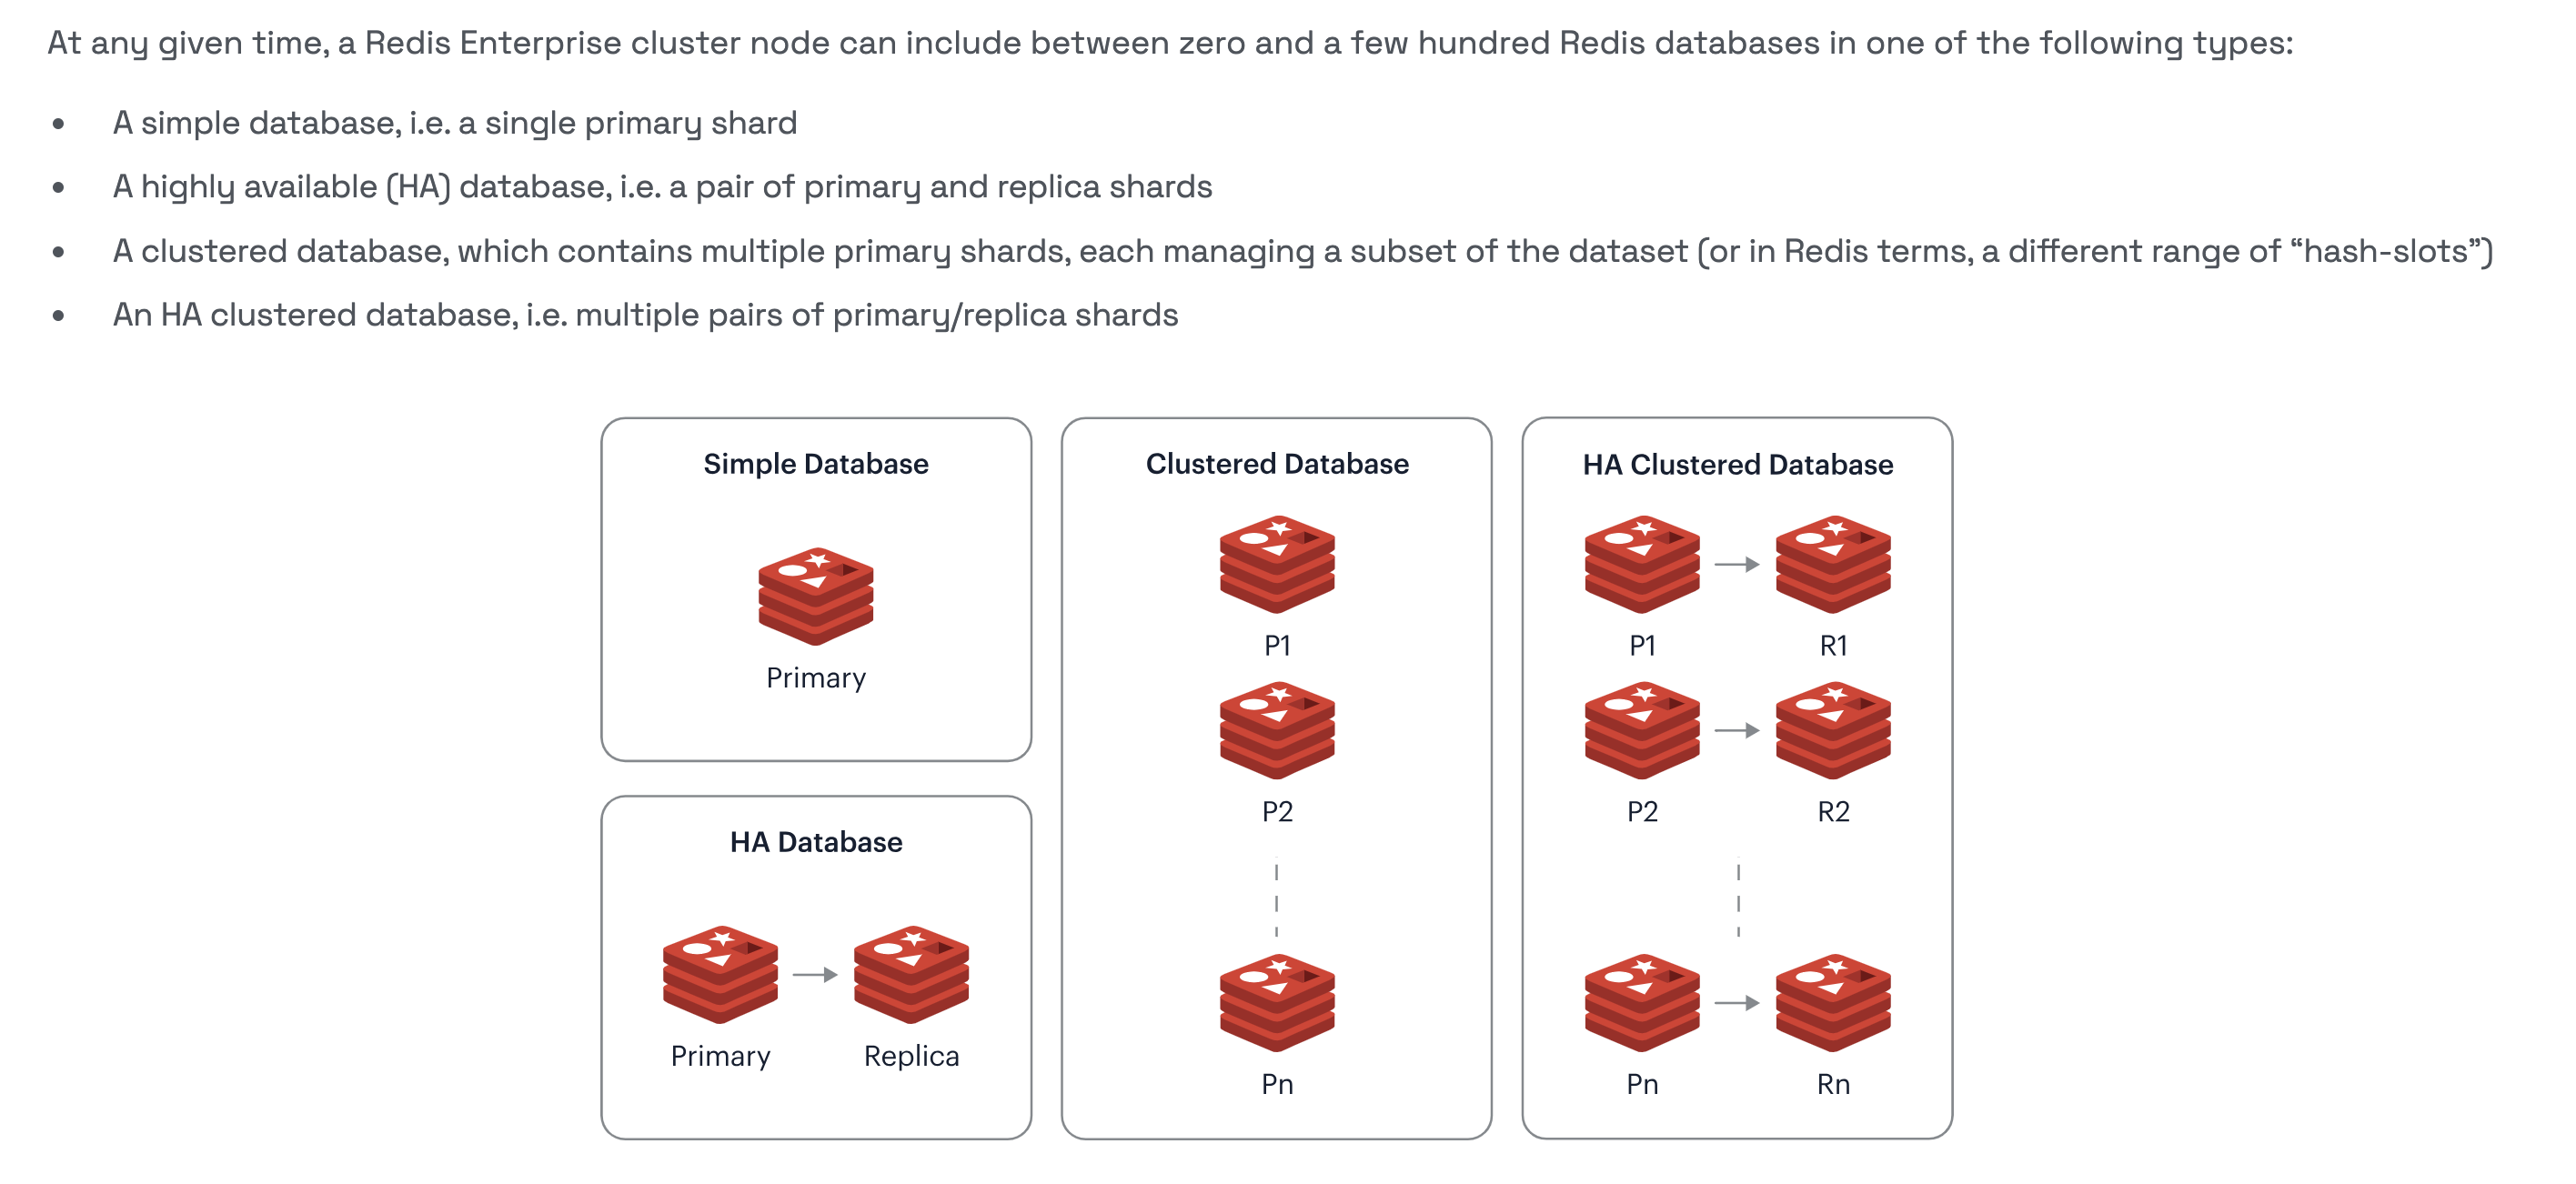 At any given time, a Redis Enterprise cluster node can include between zero and a few hundred Redis databases in one of the following types:
• A simple database, i.e. a single primary shard
• A highly available (HA) database, i.e. a pair of primary and replica shards
• A clustered database, which contains multiple primary shards, each managing a subset of the dataset (or in Redis terms, a different range of “hash-slots”)
• An HA clustered database, i.e. multiple pairs of primary/replica shards
Simple Database
Primary
HA Database
Primary Replica
Clustered Database
P1
P2
Pn
HA Clustered Database
P1 R1
P2 R2
Pn Rn